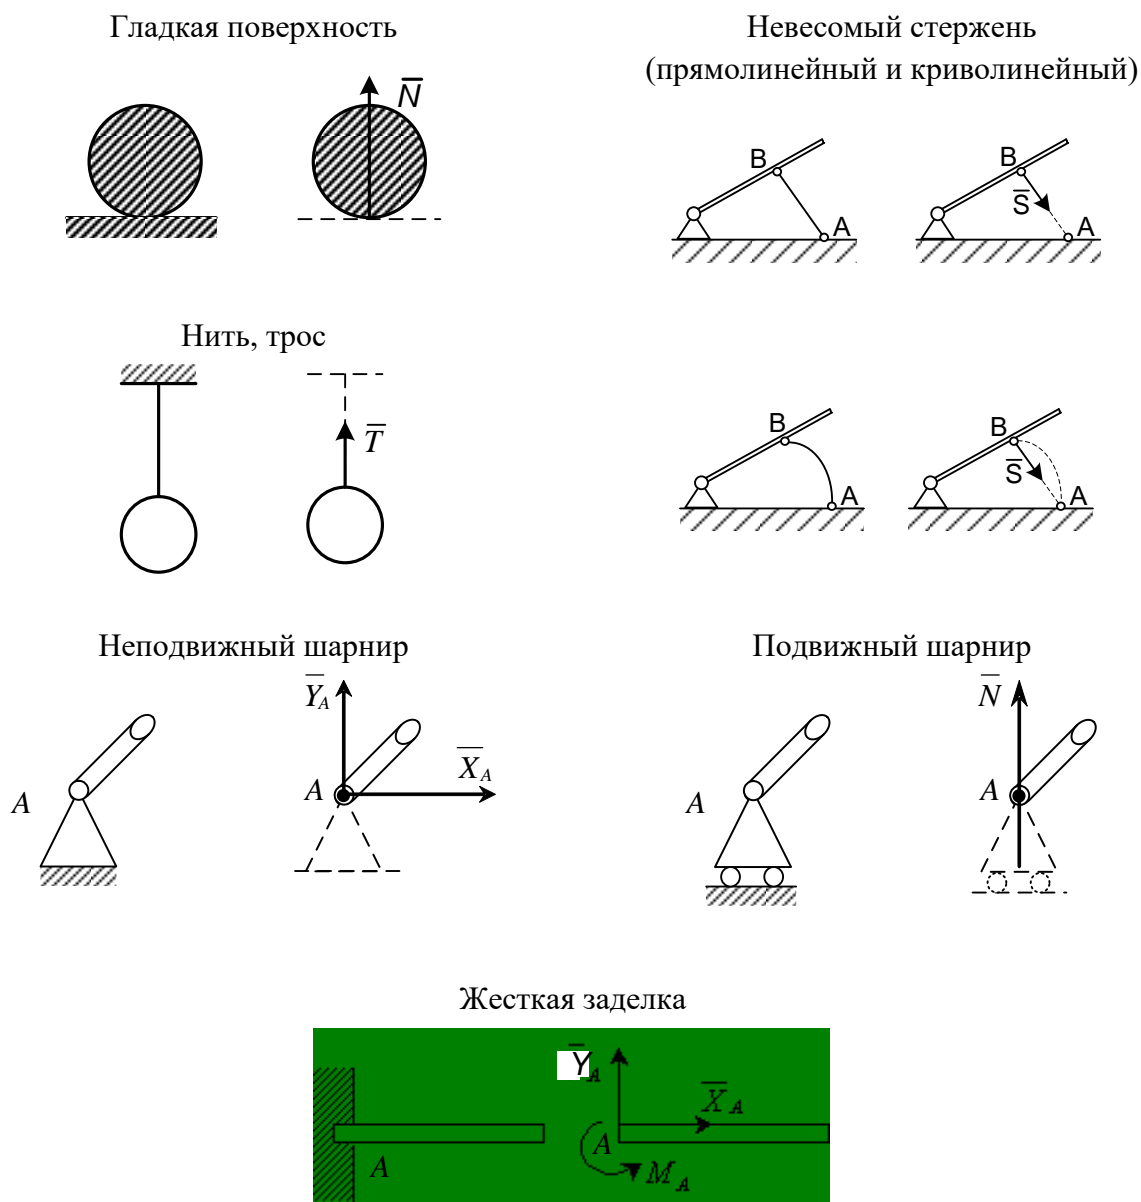 Гладкая поверхность
Невесомый стержень
(прямолинейный и криволинейный)
N
B
A
B
S
A
Нить, трос
T
B
A
B
S
A
Неподвижный шарнир
Подвижный шарнир
A
Y_A
A
X_A
A
N
A
Жесткая заделка
A
Y_A
X_A
A
M_A